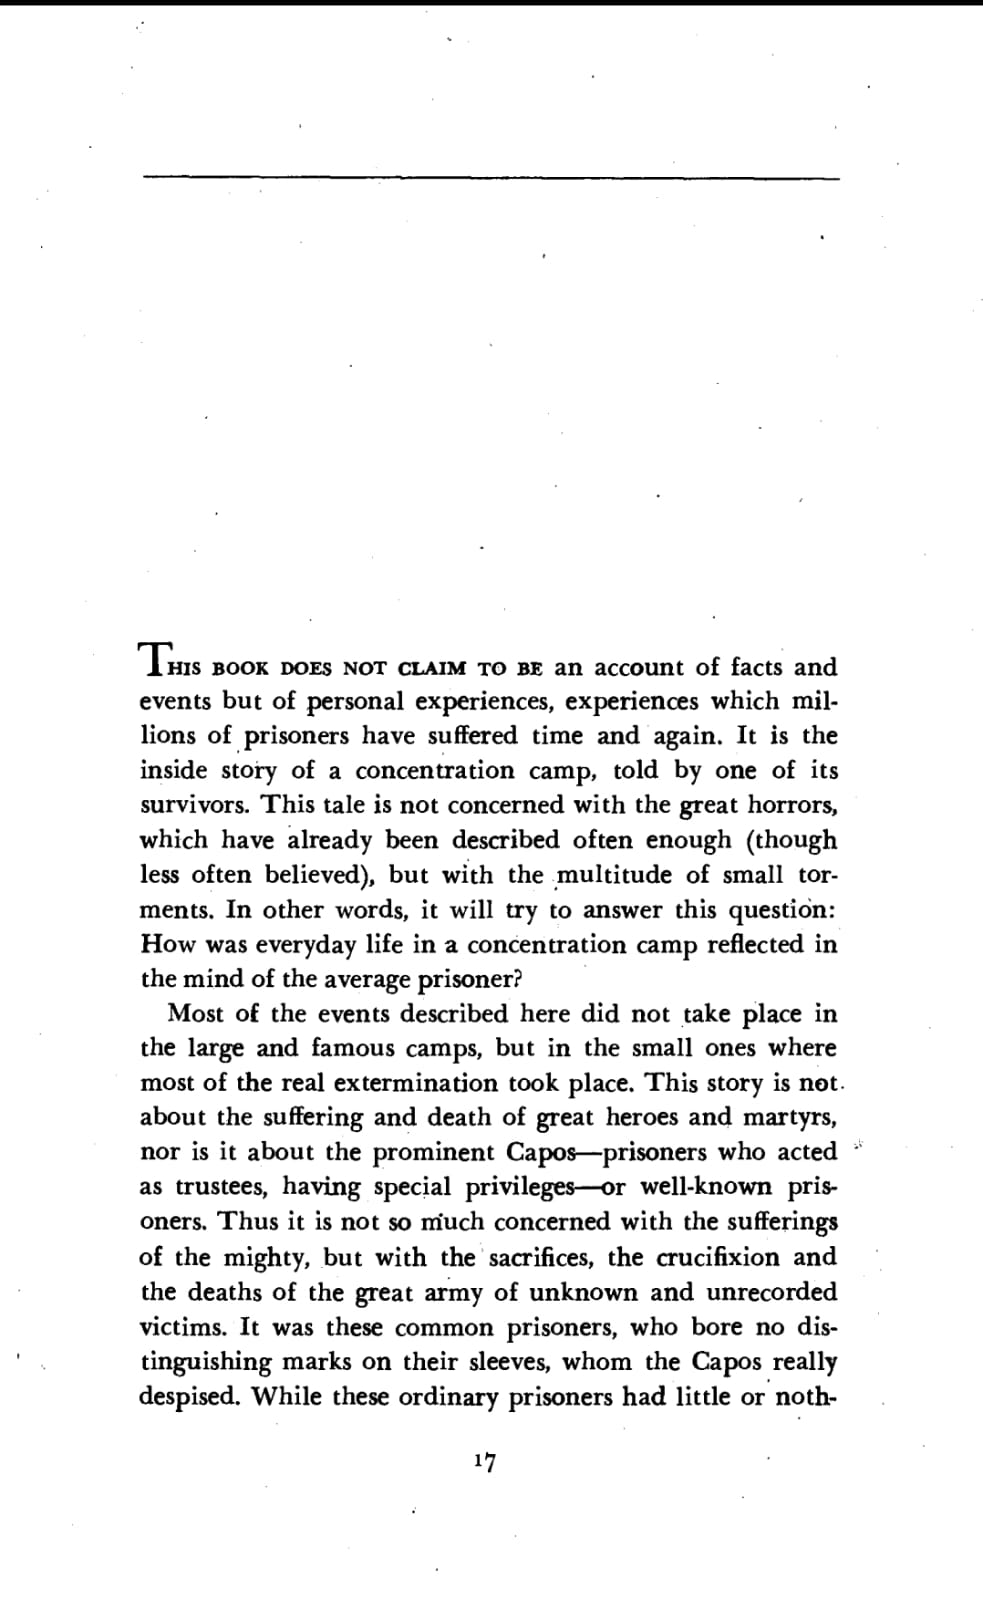 THIS BOOK DOES NOT CLAIM TO BE an account of facts and
events but of personal experiences, experiences which mil-
lions of prisoners have suffered time and again. It is the
inside story of a concentration camp, told by one of its
survivors. This tale is not concerned with the great horrors,
which have already been described often enough (though
less often believed), but with the multitude of small tor-
ments. In other words, it will try to answer this question:
How was everyday life in a concentration camp reflected in
the mind of the average prisoner?
Most of the events described here did not take place in
the large and famous camps, but in the small ones where
most of the real extermination took place. This story is not
about the suffering and death of great heroes and martyrs,
nor is it about the prominent Capos—prisoners who acted
as trustees, having special privileges—or well-known pris-
oners. Thus it is not so much concerned with the sufferings
of the mighty, but with the sacrifices, the crucifixion and
the deaths of the great army of unknown and unrecorded
victims. It was these common prisoners, who bore no dis-
tinguishing marks on their sleeves, whom the Capos really
despised. While these ordinary prisoners had little or noth-
17